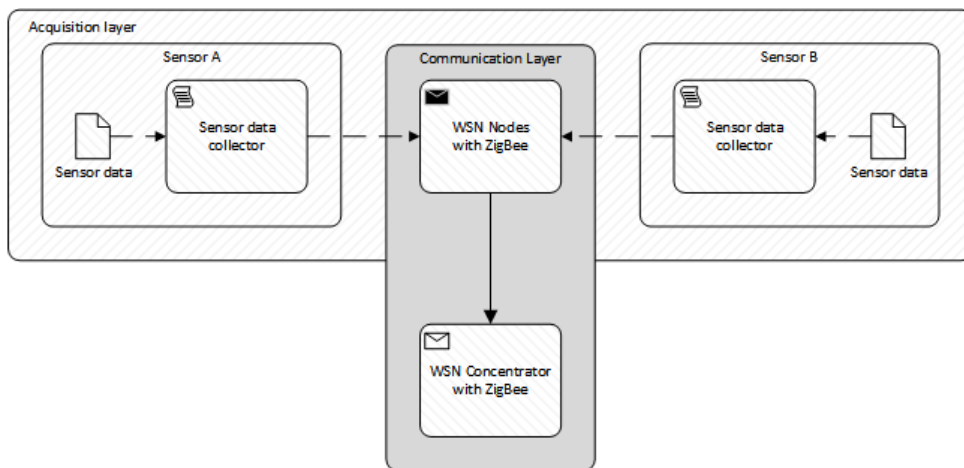 Acquisition layer
Sensor A
Sensor data
collector
Sensor data
Communication Layer
WSN Nodes
with ZigBee
WSN Concentrator
with ZigBee
Sensor B
Sensor data
collector
Sensor data